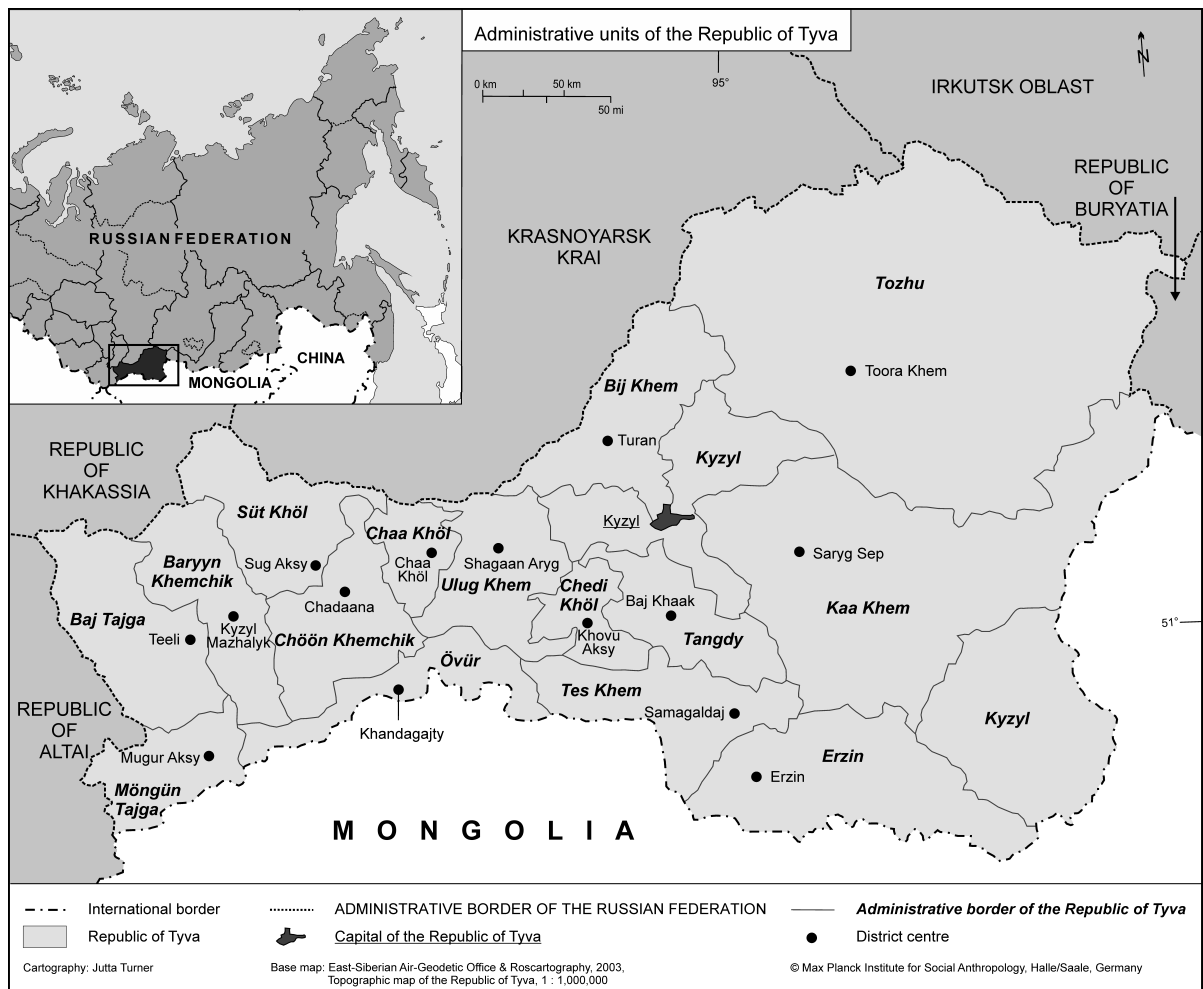 Administrative units of the Republic of Tyva
0 km
50 km
50 mi
95°
N
IRKUTSK OBLAST
REPUBLIC
OF
BURYATIA
KRASNOYARSK
KRAI
RUSSIAN FEDERATION
CHINA
MONGOLIA
REPUBLIC
OF
KHAKASSIA
REPUBLIC
OF
ALTAI
Tozhu
Toora Khem
Bij Khem
Turan
Kyzyl
Süt Khöl
Sug Aksy
Chaa Khöl
Chaa
Khöl
Kyzyl
Shagaan Aryg
Ulug Khem
Saryg Sep
Kaa Khem
Baryyn
Khemchik
Chadaana
Chedi
Khöl
Baj Khaak
Khovu
Aksy
Tangdy
Baj Tajga
Teeli
Kyzyl
Mazhalyk
Chöön Khemchik
51°
Övür
Khandagajty
Tes Khem
Samagaldaj
Kyzyl
Mugur Aksy
Möngün
Tajga
Erzin
Erzin
MONGOLIA
International border
ADMINISTRATIVE BORDER OF THE RUSSIAN FEDERATION
Administrative border of the Republic of Tyva
Republic of Tyva
Capital of the Republic of Tyva
District centre
Cartography: Jutta Turner
Base map: East-Siberian Air-Geodetic Office & Roscartography, 2003,
Topographic map of the Republic of Tyva, 1 : 1,000,000
© Max Planck Institute for Social Anthropology, Halle/Saale, Germany